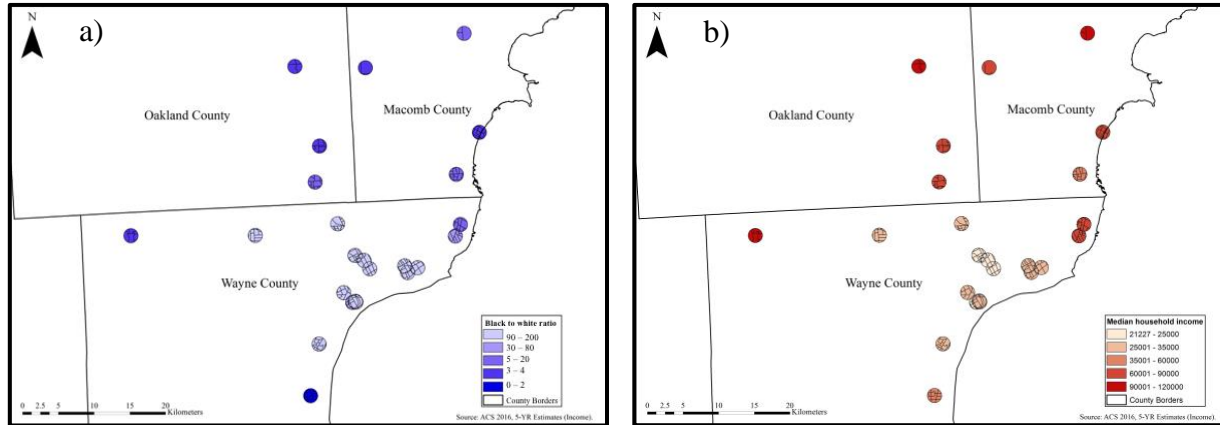 a)
N
Oakland County
Macomb County
Wayne County
Black to white ratio
90 – 200
30 – 80
5 – 20
3 – 4
0 – 2
County Borders
0 2.5 5 10 15 20
Kilometers
Source: ACS 2016, 5-YR Estimates (Income).
b)
N
Oakland County
Macomb County
Wayne County
Median household income
21227 - 25000
25001 - 35000
35001 - 60000
60001 - 90000
90001 - 120000
County Borders
0 2.5 5 10 15 20
Kilometers
Source: ACS 2016, 5-YR Estimates (Income).